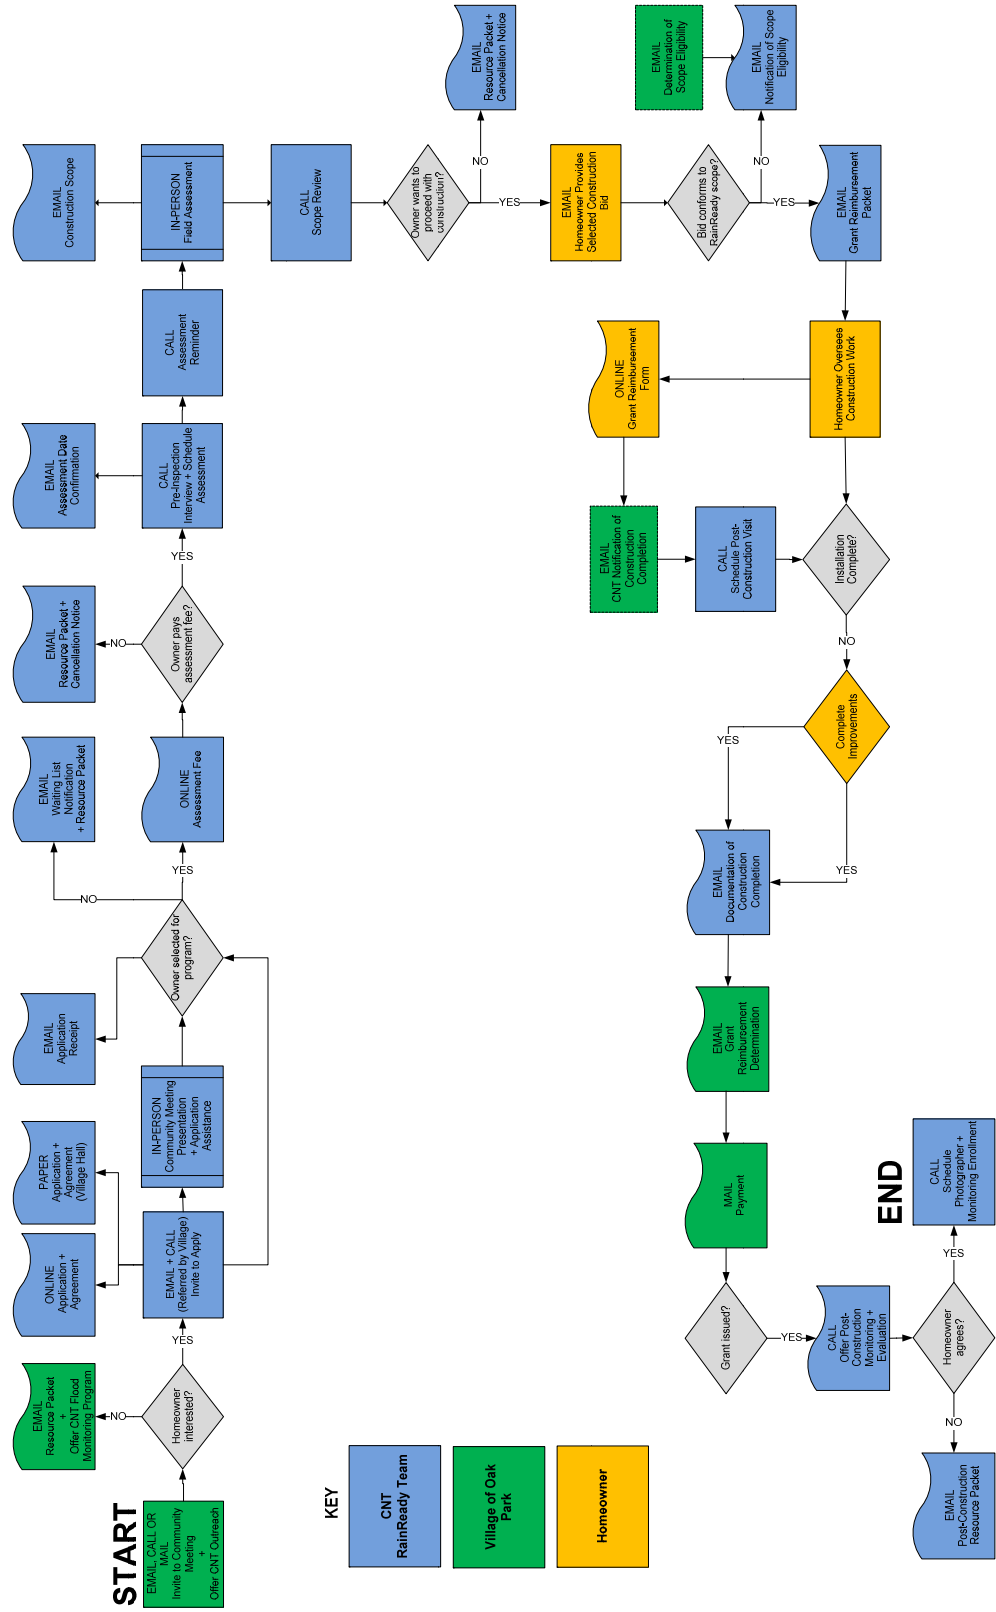 START
EMAIL, CALL OR
MAIL
Invite to Community
Meeting
+
Offer CNT Outreach
Homeowner
interested?
NO
EMAIL
Resource Packet
+
Offer CNT Flood
Monitoring Program
YES
EMAIL + CALL
(Referred by Village)
Invite to Apply
ONLINE
Application +
Agreement
PAPER
Application +
Agreement
(Village Hall)
IN-PERSON
Community Meeting
Presentation
+ Application
Assistance
EMAIL
Application
Receipt
Owner selected for
program?
NO
EMAIL
Waiting List
Notification
+ Resource Packet
YES
ONLINE
Assessment Fee
Owner pays
assessment fee?
NO
EMAIL
Resource Packet +
Cancellation Notice
YES
CALL
Pre-Inspection
Interview + Schedule
Assessment
EMAIL
Assessment Date
Confirmation
CALL
Assessment
Reminder
IN-PERSON
Field Assessment
EMAIL
Construction Scope
CALL
Scope Review
Owner wants to
proceed with
construction?
NO
EMAIL
Resource Packet +
Cancellation Notice
YES
EMAIL
Homeowner Provides
Selected Construction
Bid
Bid conforms to
RainReady scope?
NO
EMAIL
Notification of Scope
Eligibility
EMAIL
Determination of
Scope Eligibility
YES
EMAIL
Grant Reimbursement
Packet
Homeowner Oversees
Construction Work
ONLINE
Grant Reimbursement
Form
EMAIL
CNT Notification of
Construction
Completion
CALL
Schedule Post-
Construction Visit
Installation
Complete?
NO
Complete
Improvements
YES
YES
EMAIL
Documentation of
Construction
Completion
EMAIL
Grant
Reimbursement
Determination
MAIL
Payment
Grant issued?
YES
CALL
Offer Post-
Construction
Monitoring +
Evaluation
Homeowner
agrees?
YES
CALL
Schedule
Photographer +
Monitoring Enrollment
END
NO
EMAIL
Post-Construction
Resource Packet
KEY
CNT
RainReady Team
Village of Oak
Park
Homeowner